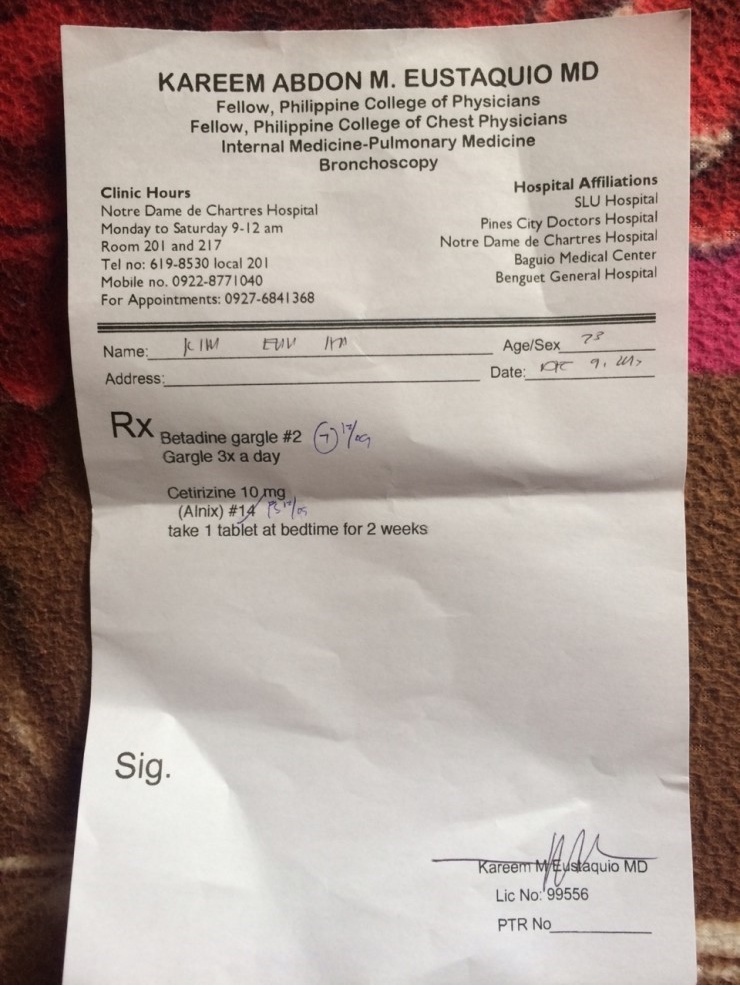 KAREEM ABDON M. EUSTAQUIO MD
Fellow, Philippine College of Physicians
Fellow, Philippine College of Chest Physicians
Internal Medicine-Pulmonary Medicine
Bronchoscopy
Clinic Hours
Notre Dame de Chartres Hospital
Monday to Saturday 9-12 am
Room 201 and 217
Tel no: 619-8530 local 201
Mobile no. 0922-8771040
For Appointments: 0927-6841368
Hospital Affiliations
SLU Hospital
Pines City Doctors Hospital
Notre Dame de Chartres Hospital
Baguio Medical Center
Benguet General Hospital
Name: KIM EUN
Age/Sex
Address:
Date: 9,
Rx
Betadine gargle #2
Gargle 3x a day
Cetirizine 10 mg
(Alnix) #14
take 1 tablet at bedtime for 2 weeks
Sig.
Kareem M Eustaquio MD
Lic No: 99556
PTR No